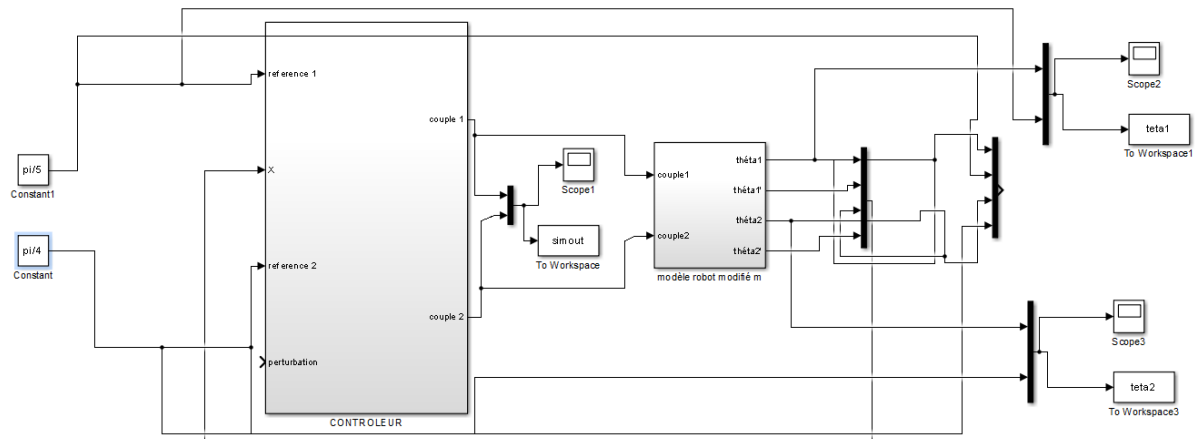 pi/5
Constant1
pi/4
Constant
reference 1
X
reference 2
perturbation
couple 1
couple 2
CONTROLEUR
Scope1
simout
To Workspace
couple1
couple2
théta1
théta1'
théta2
théta2'
modèle robot modifié m
Scope2
teta1
To Workspace1
Scope3
teta2
To Workspace3